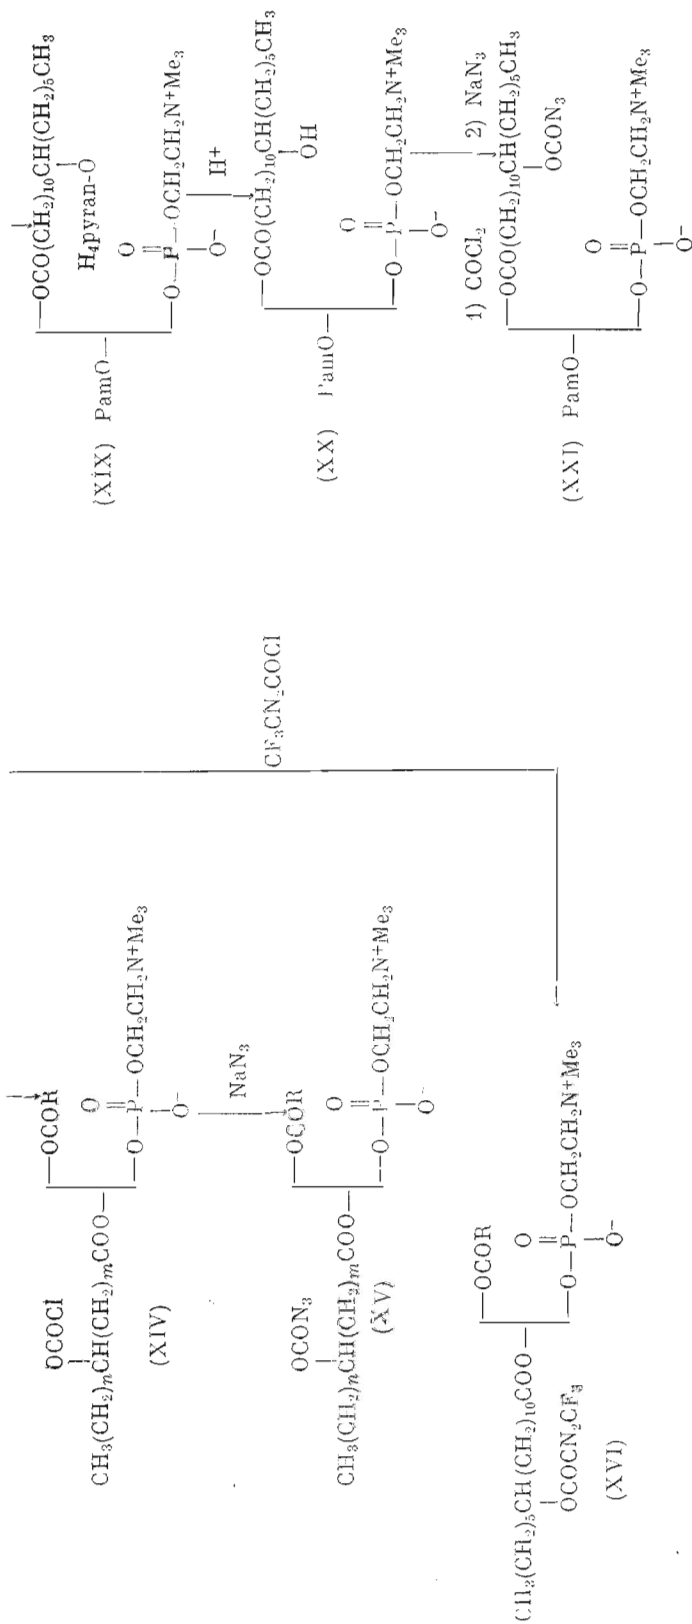 OCOCl —OCOR
CH₃(CH₂)ₙCH(CH₂)ₘCOO— O
—O—P—OCH₂CH₂N⁺Me₃
(XIV) O⁻
NaN₃
OCON₃ —OCOR
CH₃(CH₂)ₙCH(CH₂)ₘCOO— O
(XV) —O—P—OCH₂CH₂N⁺Me₃
O⁻
CF₃CN₂COCl
—OCOR
CH₃(CH₂)₅CH(CH₂)₁₀COO— O
OCOCN₂CF₃ —O—P—OCH₂CH₂N⁺Me₃
(XVI) O⁻
—OCO(CH₂)₁₀CH(CH₂)₅CH₃
H₄pyran-O
(XIX) PamO— O
—O—P—OCH₂CH₂N⁺Me₃
O⁻
H⁺
—OCO(CH₂)₁₀CH(CH₂)₅CH₃
OH
(XX) PamO— O
—O—P—OCH₂CH₂N⁺Me₃
O⁻
1) COCl₂ 2) NaN₃
—OCO(CH₂)₁₀CH(CH₂)₅CH₃
OCON₃
(XXI) PamO— O
—O—P—OCH₂CH₂N⁺Me₃
O⁻